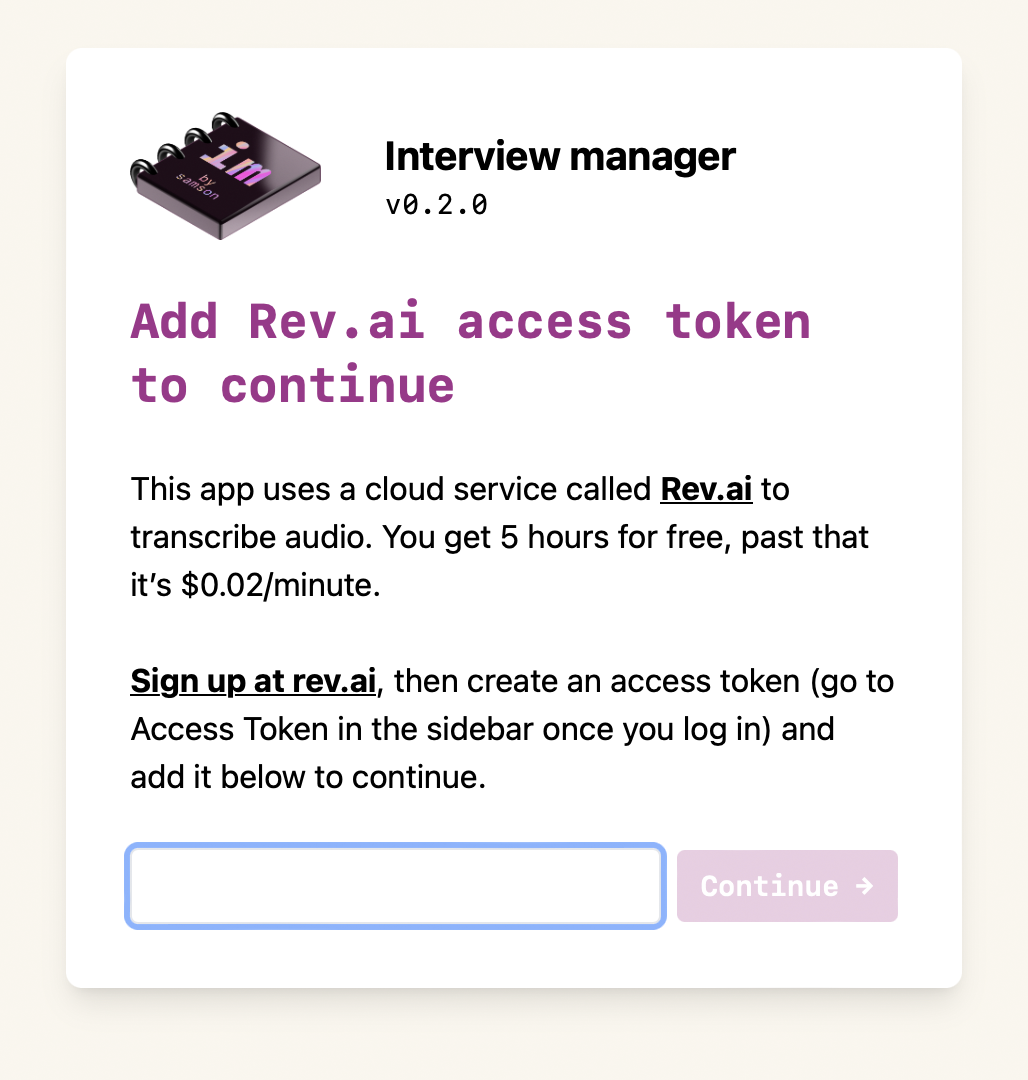 im
by
samson
Interview manager
v0.2.0
Add Rev.ai access token
to continue
This app uses a cloud service called Rev.ai to
transcribe audio. You get 5 hours for free, past that
it’s $0.02/minute.
Sign up at rev.ai, then create an access token (go to
Access Token in the sidebar once you log in) and
add it below to continue.
Continue →